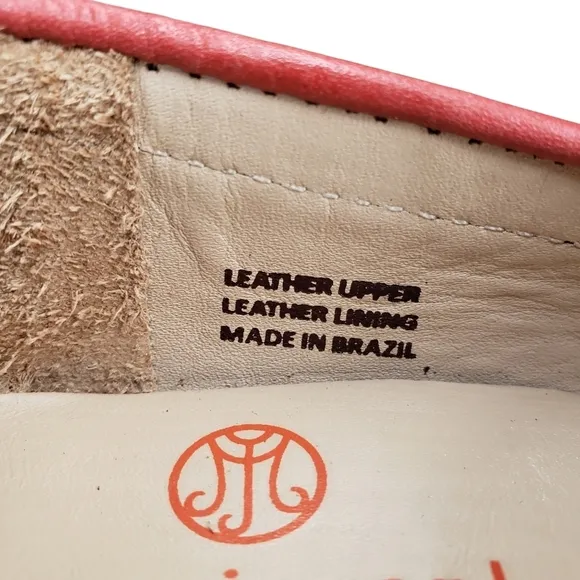 LEATHER UPPER
LEATHER LINING
MADE IN BRAZIL